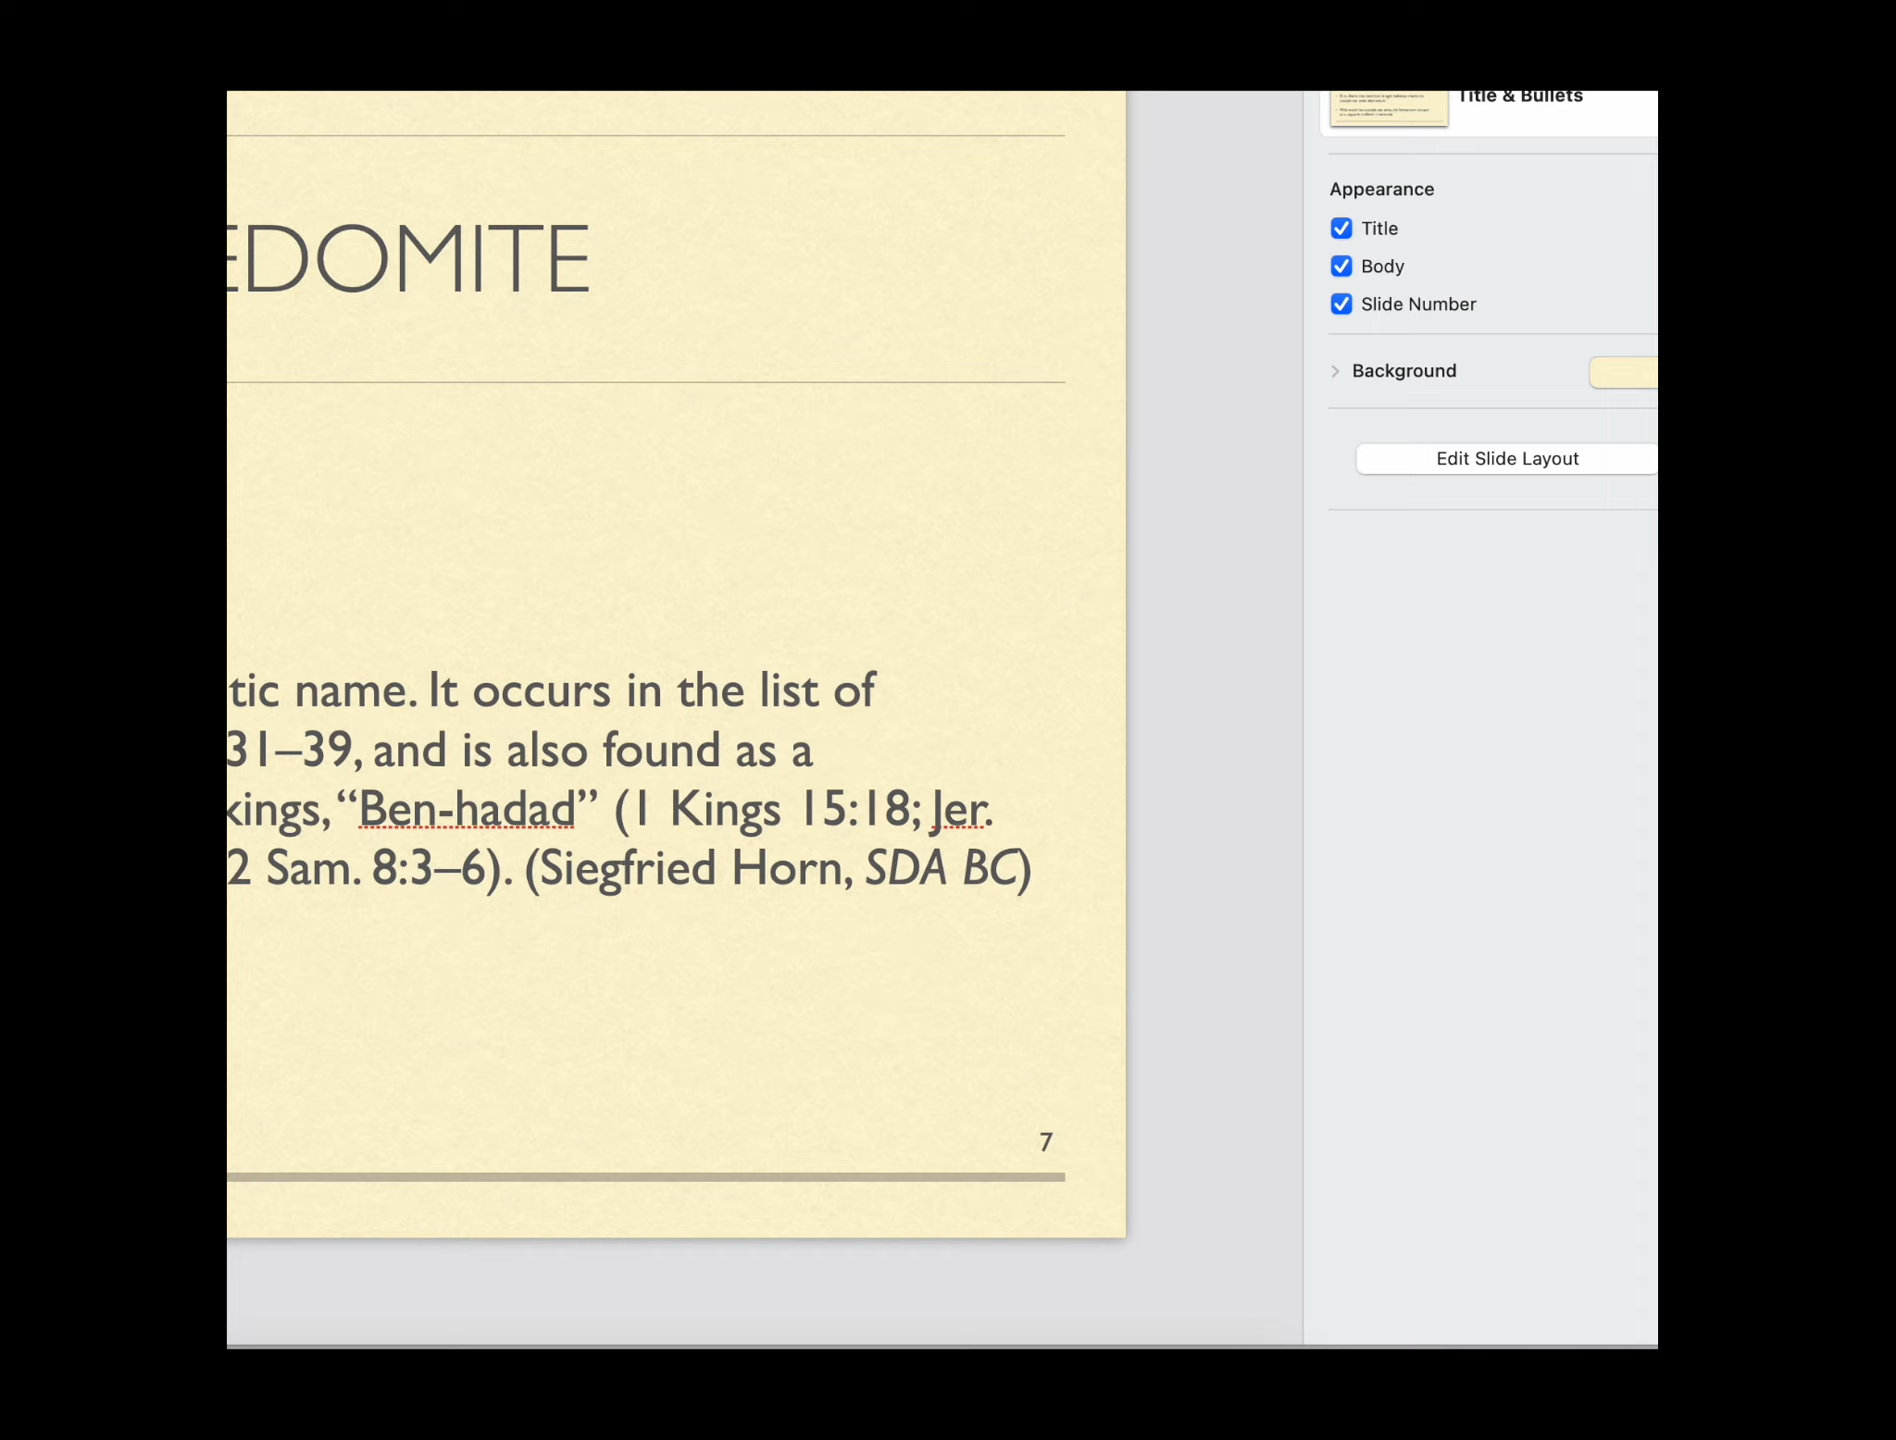 EDOMITE
tic name. It occurs in the list of
31–39, and is also found as a
kings, “Ben-hadad” (1 Kings 15:18; Jer.
2 Sam. 8:3–6). (Siegfried Horn, SDA BC)
7
Title & Bullets
Appearance
Title
Body
Slide Number
Background
Edit Slide Layout